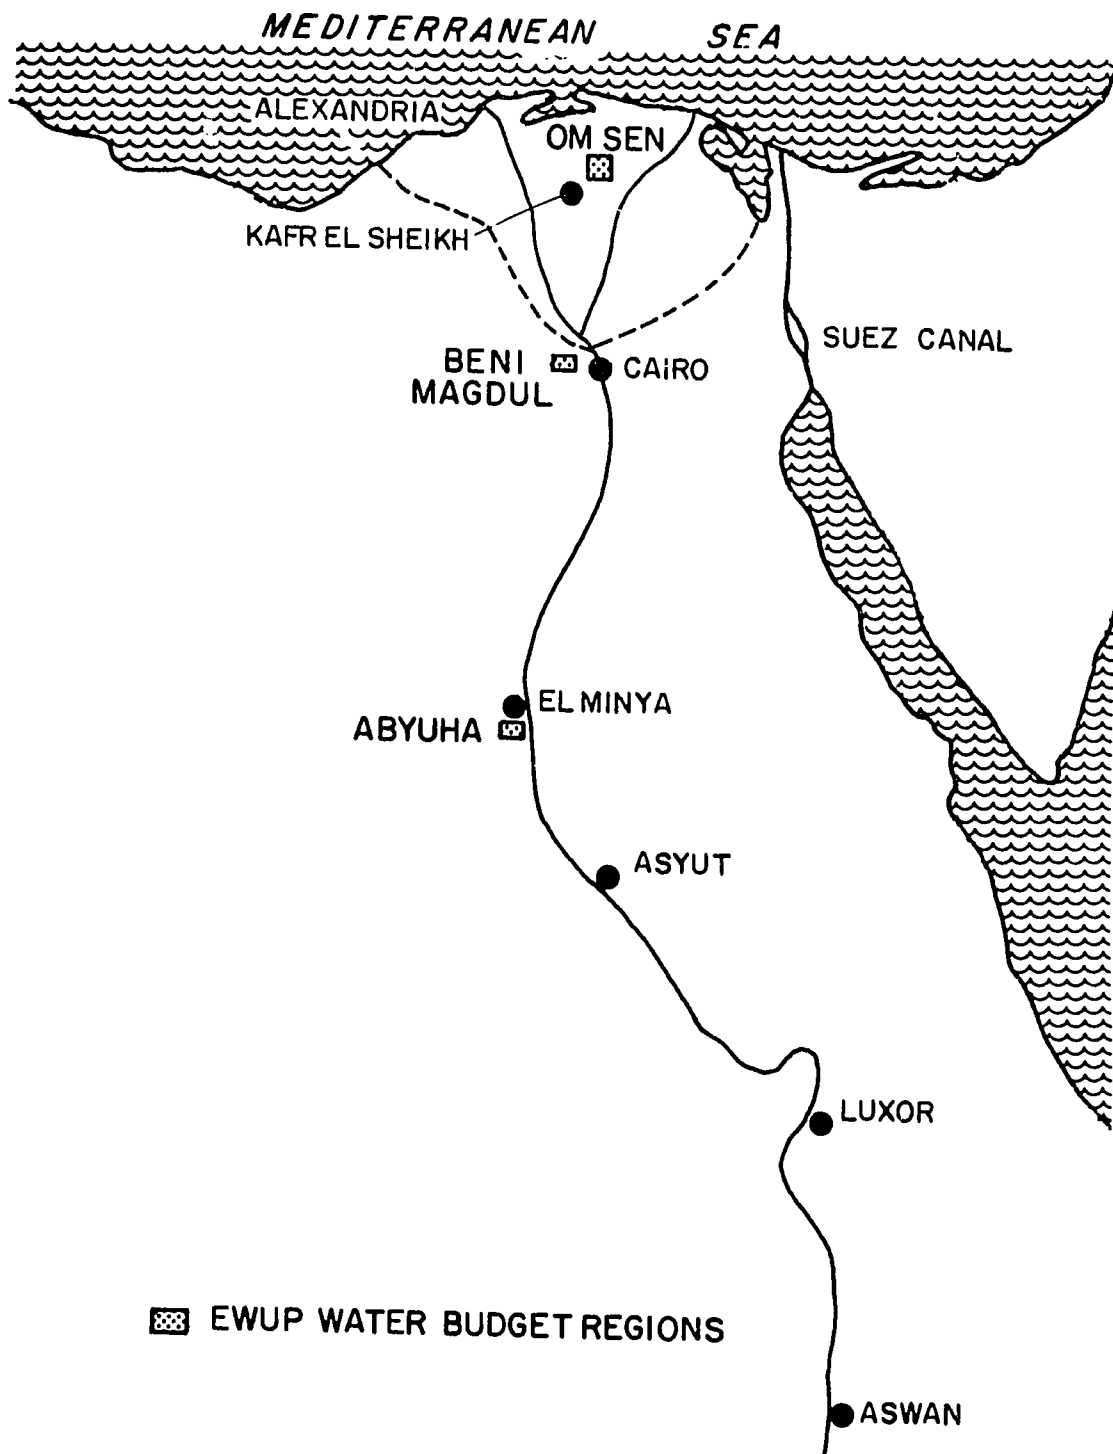 MEDITERRANEAN SEA
ALEXANDRIA
OM SEN
KAFR EL SHEIKH
SUEZ CANAL
BENI
MAGDUL
CAiRO
EL MINYA
ABYUHA
ASYUT
LUXOR
EWUP WATER BUDGET REGIONS
ASWAN